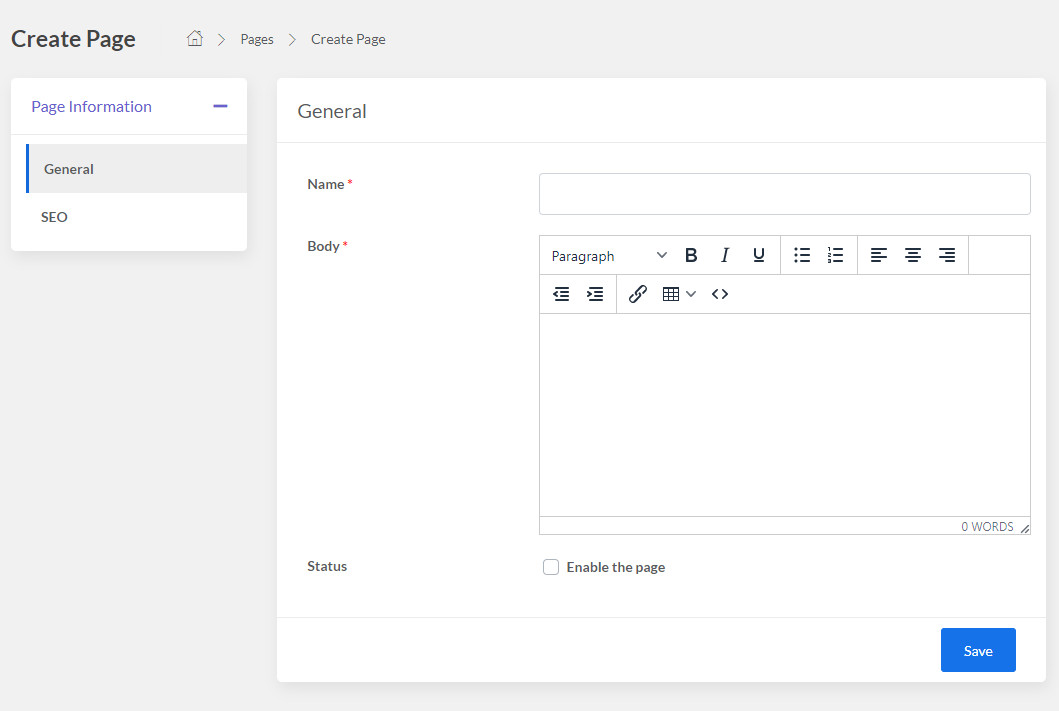 Create Page
Pages
Create Page
Page Information
General
SEO
General
Name *
Body *
Paragraph B I U
0 WORDS
Status
Enable the page
Save